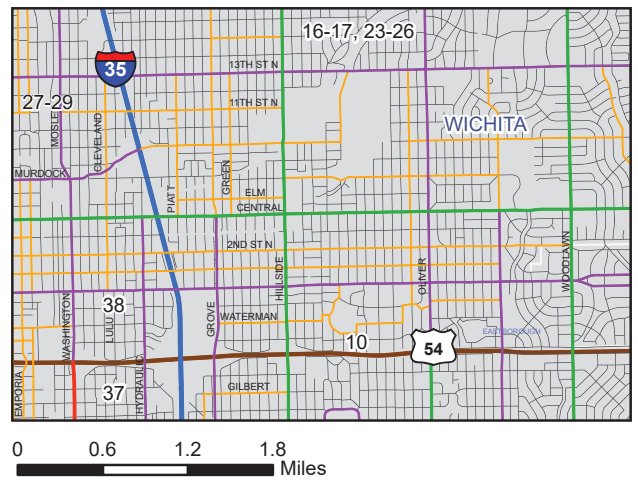 16-17, 23-26
13TH ST N
35
27-29
11TH ST N
MOSLE
CLEVELAND
WICHITA
MURDOCK
PIATT
GREEN
ELM
CENTRAL
2ND ST N
HILLSIDE
OLIVER
WOODLAWN
WASHINGTON
38
LULU
GROVE
WATERMAN
EASTBOROUGH
10
54
EMPORIA
37
HYDRAULIC
GILBERT
0 0.6 1.2 1.8
Miles